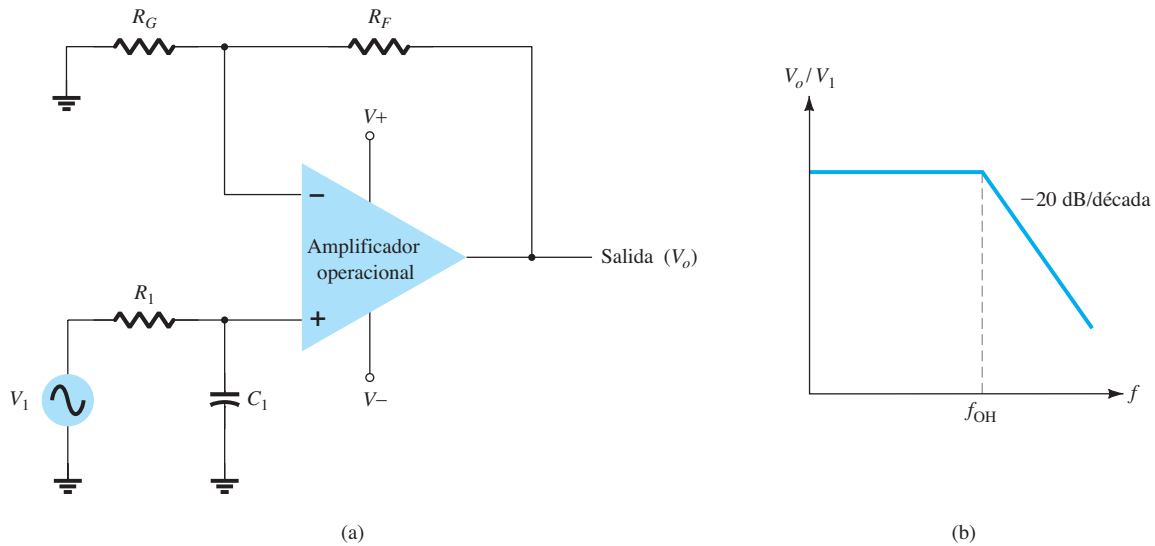 R_G
R_F
V_o / V_1
V+
−
−20 dB/década
Amplificador
operacional
Salida (V_o)
R_1
+
V_1
C_1
V−
f
f_OH
(a)
(b)